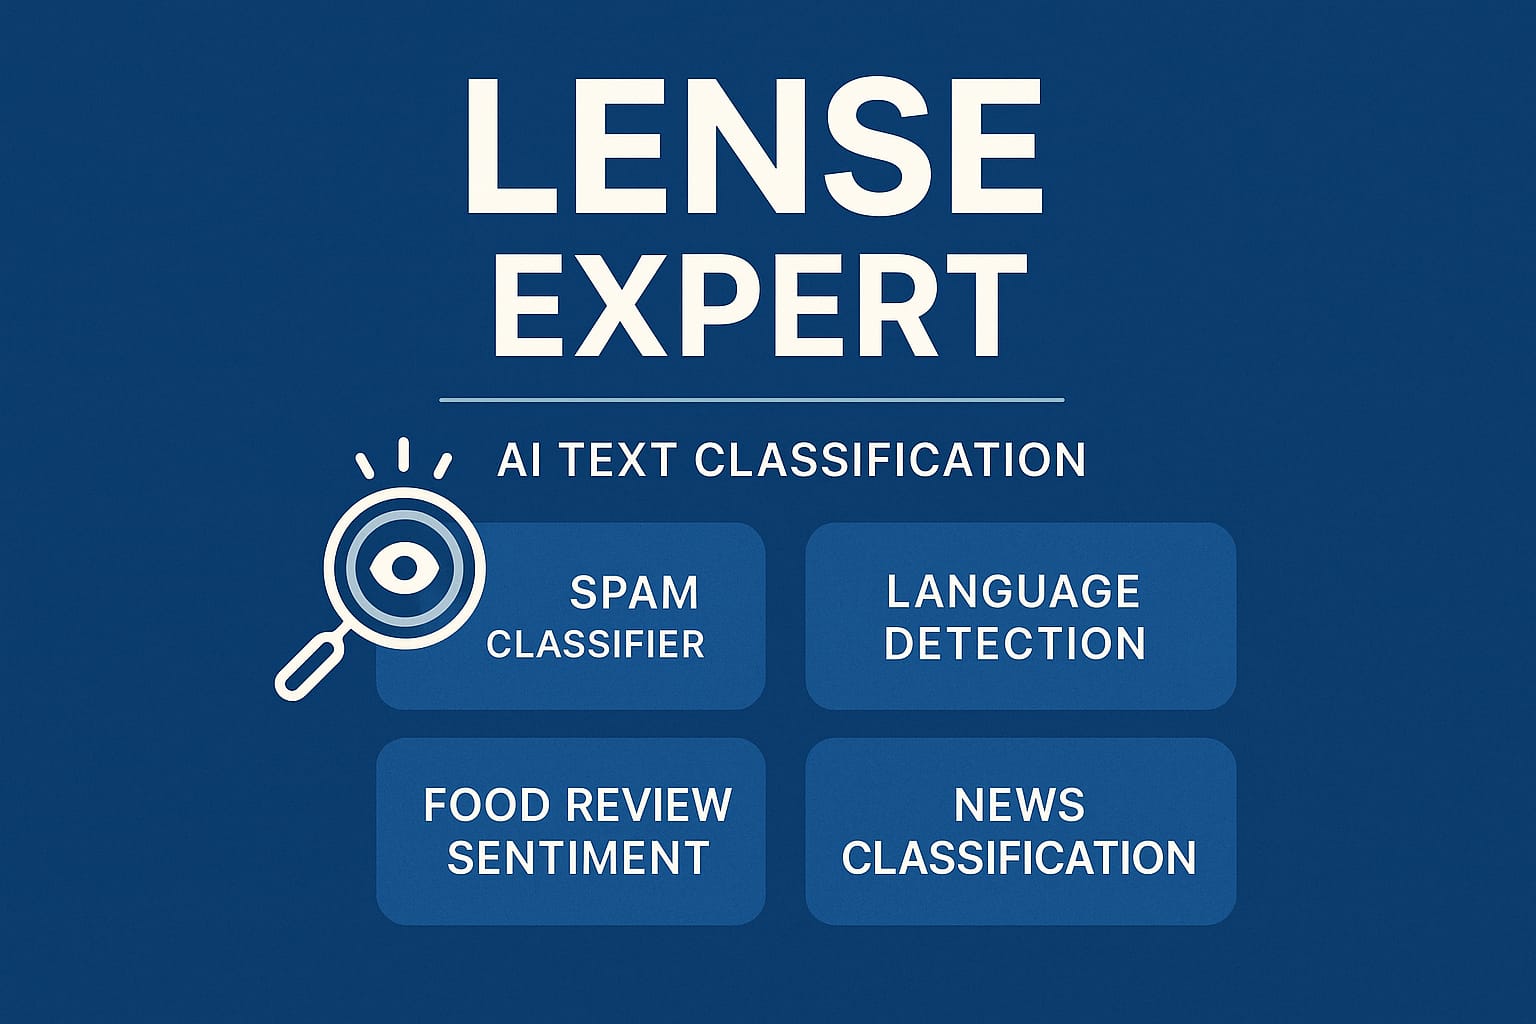 LENSE
EXPERT
AI TEXT CLASSIFICATION
SPAM
CLASSIFIER
LANGUAGE
DETECTION
FOOD REVIEW
SENTIMENT
NEWS
CLASSIFICATION